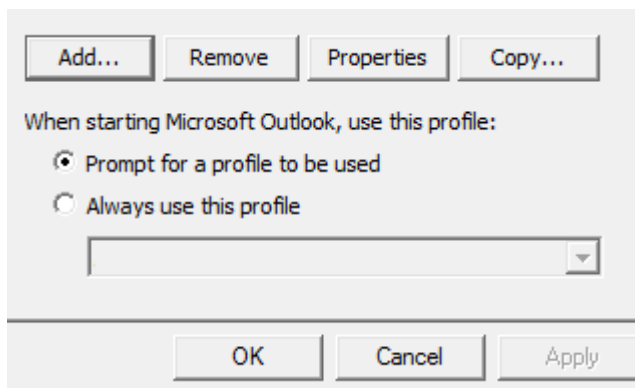 Add... Remove Properties Copy...
When starting Microsoft Outlook, use this profile:
Prompt for a profile to be used
Always use this profile
OK Cancel Apply